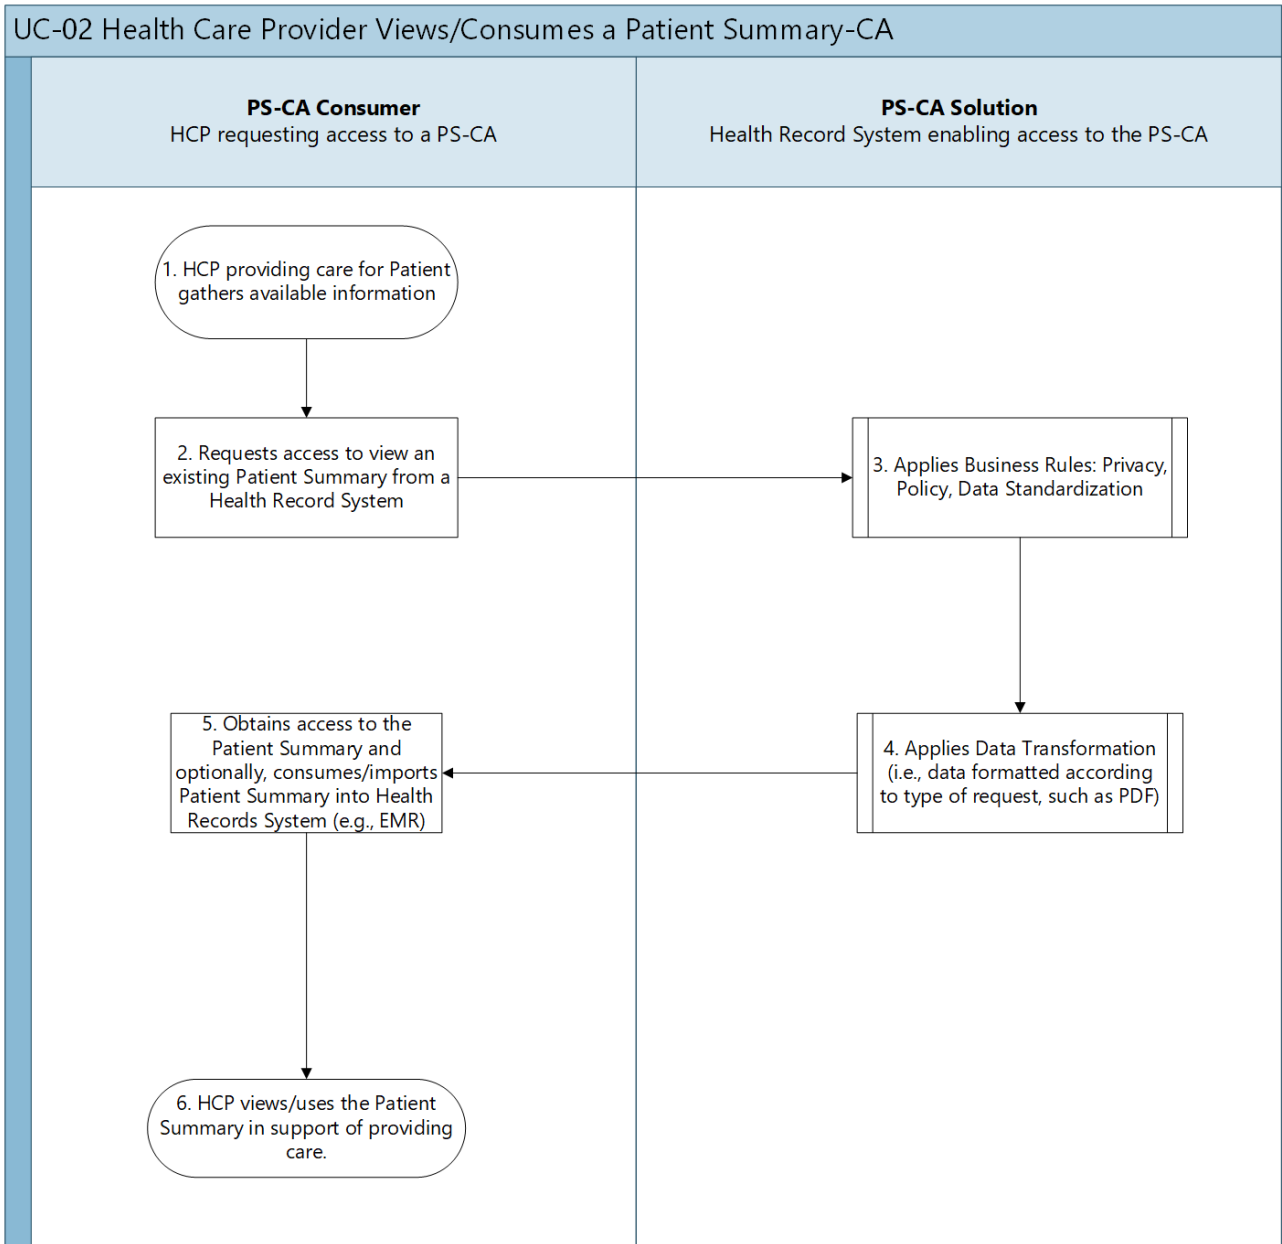 UC-02 Health Care Provider Views/Consumes a Patient Summary-CA
PS-CA Consumer
HCP requesting access to a PS-CA
PS-CA Solution
Health Record System enabling access to the PS-CA
1. HCP providing care for Patient
gathers available information
2. Requests access to view an
existing Patient Summary from a
Health Record System
3. Applies Business Rules: Privacy,
Policy, Data Standardization
4. Applies Data Transformation
(i.e., data formatted according
to type of request, such as PDF)
5. Obtains access to the
Patient Summary and
optionally, consumes/imports
Patient Summary into Health
Records System (e.g., EMR)
6. HCP views/uses the Patient
Summary in support of providing
care.